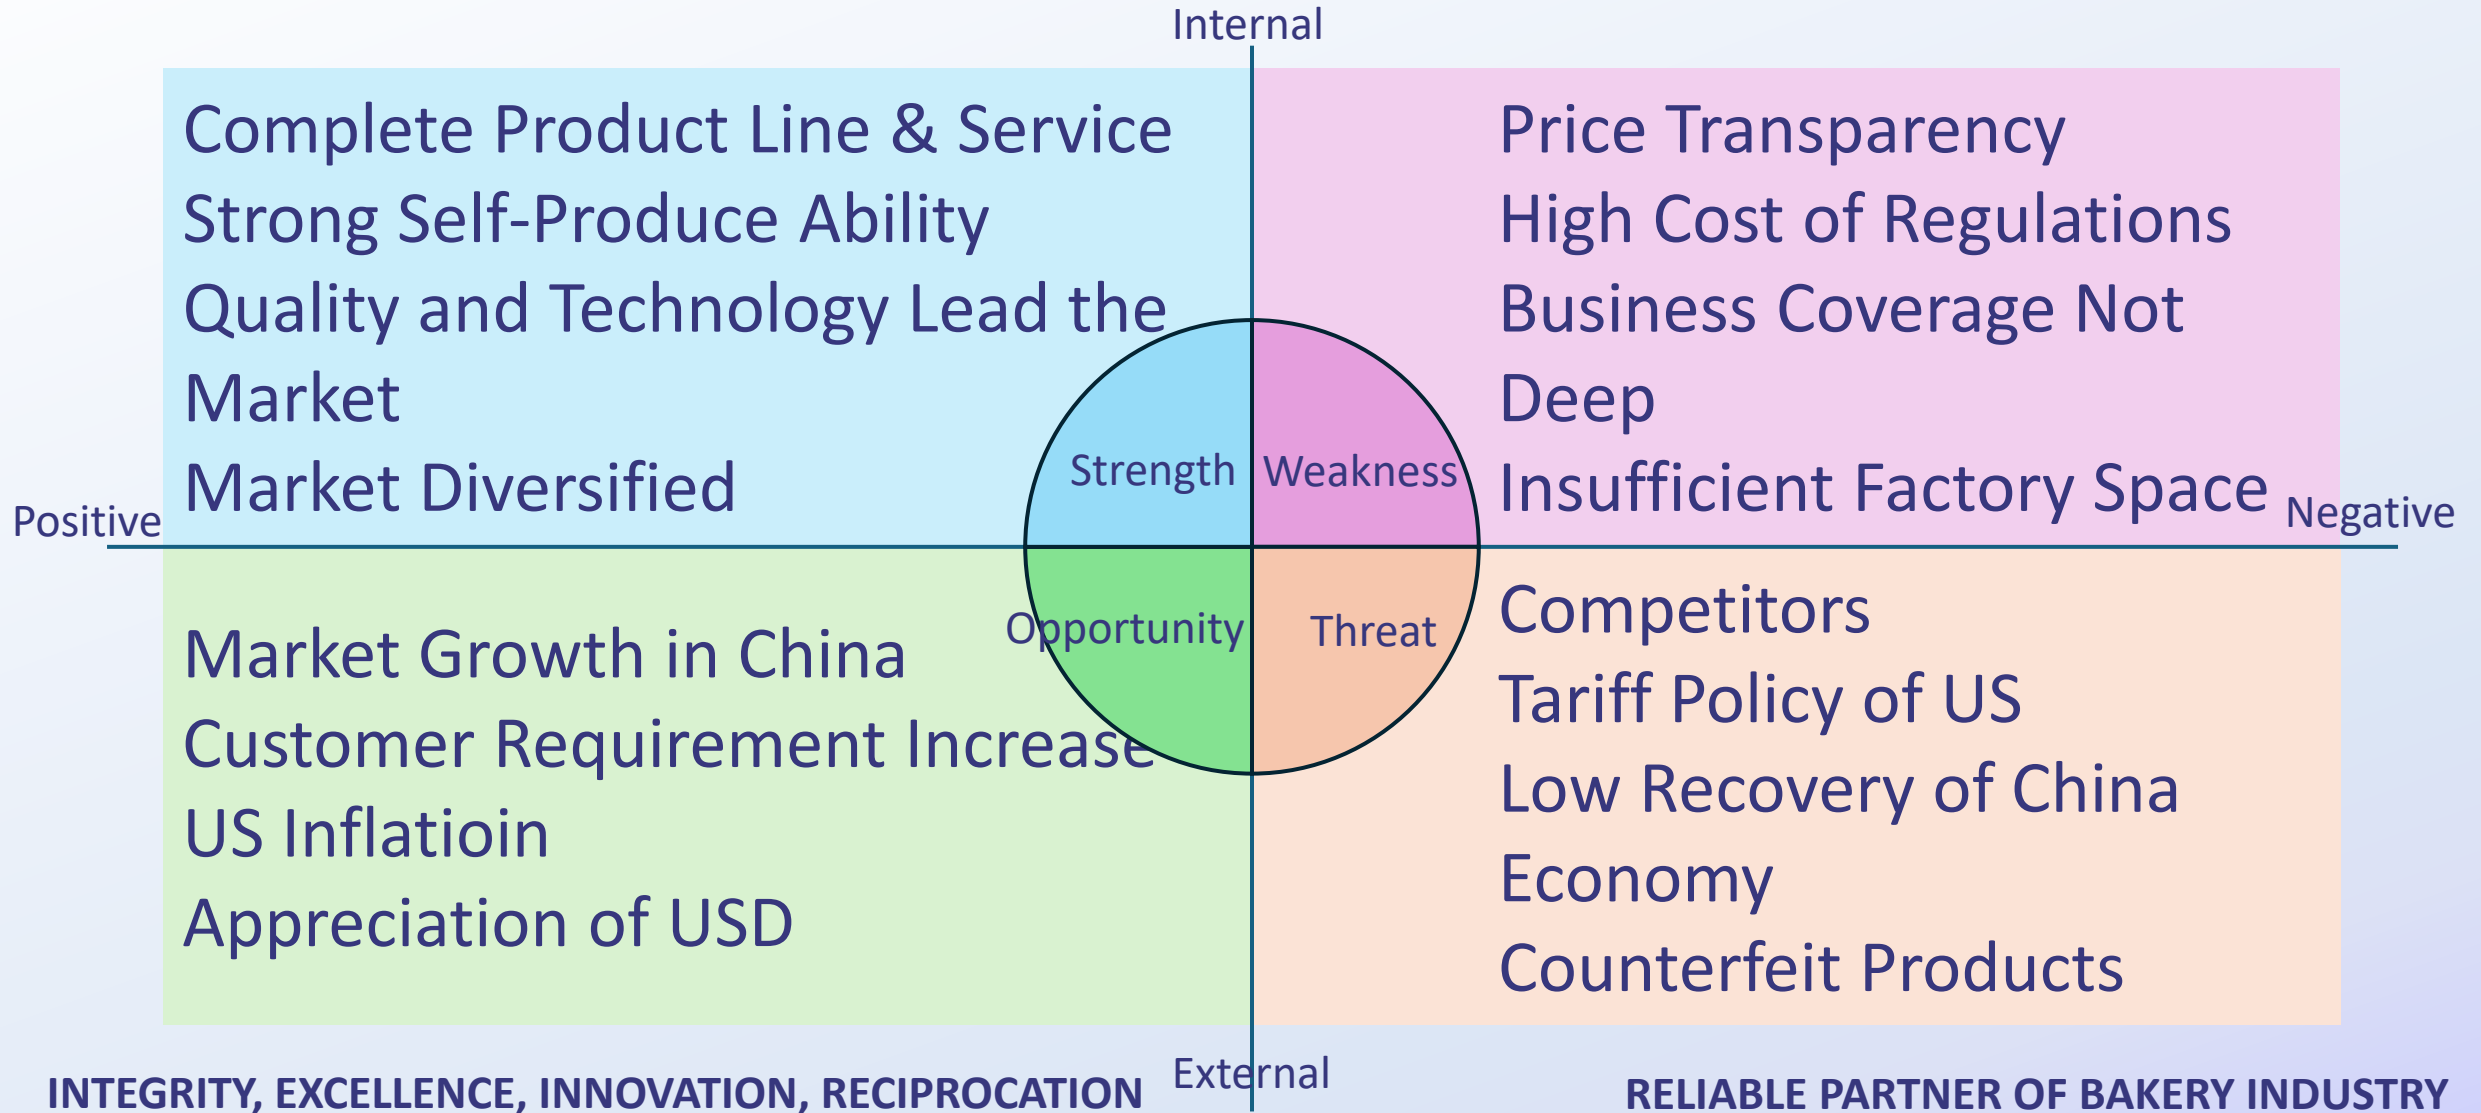 Internal
Complete Product Line & Service
Strong Self-Produce Ability
Quality and Technology Lead the
Market
Market Diversified
Price Transparency
High Cost of Regulations
Business Coverage Not
Deep
Insufficient Factory Space
Strength
Weakness
Positive
Negative
Opportunity
Threat
Market Growth in China
Customer Requirement Increase
US Inflatioin
Appreciation of USD
Competitors
Tariff Policy of US
Low Recovery of China
Economy
Counterfeit Products
External
INTEGRITY, EXCELLENCE, INNOVATION, RECIPROCATION
RELIABLE PARTNER OF BAKERY INDUSTRY